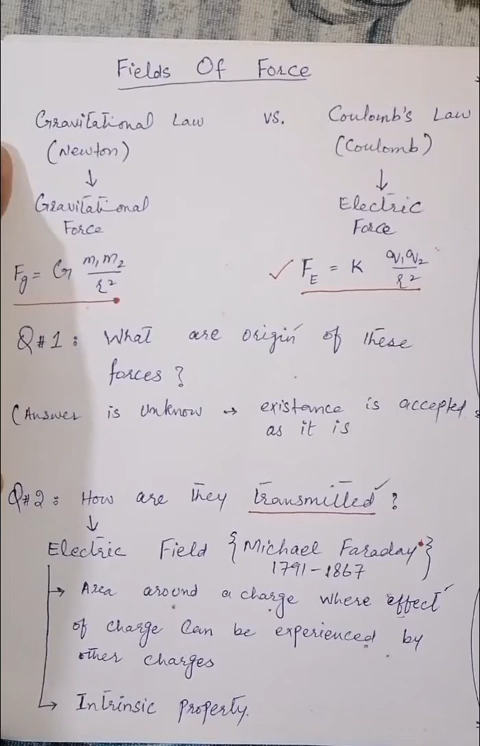 Fields Of Force
Gravitational Law vs. Coulomb's Law
(Newton) (Coulomb)
↓ ↓
Gravitational Electric
Force Force
Fg = G m₁m₂/r² ✓ F_E = K q₁q₂/r²
Q#1: What are origin of these
forces?
(Answer is Unknow → existance is accepted
as it is
Q#2: How are they transmitted ✓?
↓
Electric Field {Michael Faraday}
1791-1867
→ Area around a charge where effect
of charge Can be experienced by
other charges
→ Intrinsic property.